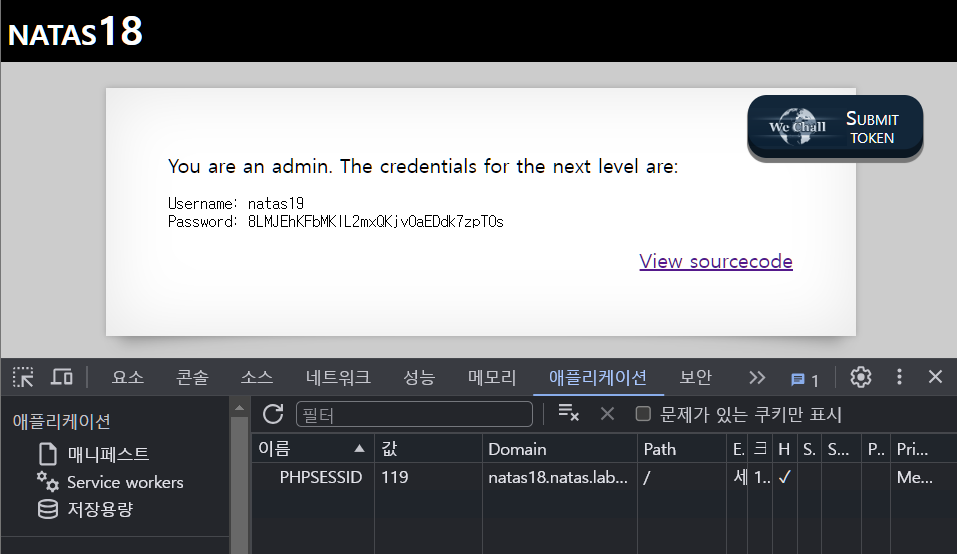 NATAS18
We Chall
SUBMIT
TOKEN
You are an admin. The credentials for the next level are:
Username: natas19
Password: 8LMJEhKFbMKIL2mxQKjv0aEDdk7zpT0s
View sourcecode
요소 콘솔 소스 네트워크 성능 메모리 애플리케이션 보안 1
애플리케이션
매니페스트
Service workers
저장용량
필터 문제가 있는 쿠키만 표시
이름 값 Domain Path E. 크 H S. S... P.. Pri...
PHPSESSID 119 natas18.natas.lab... / 세 1.. ✓ Me...